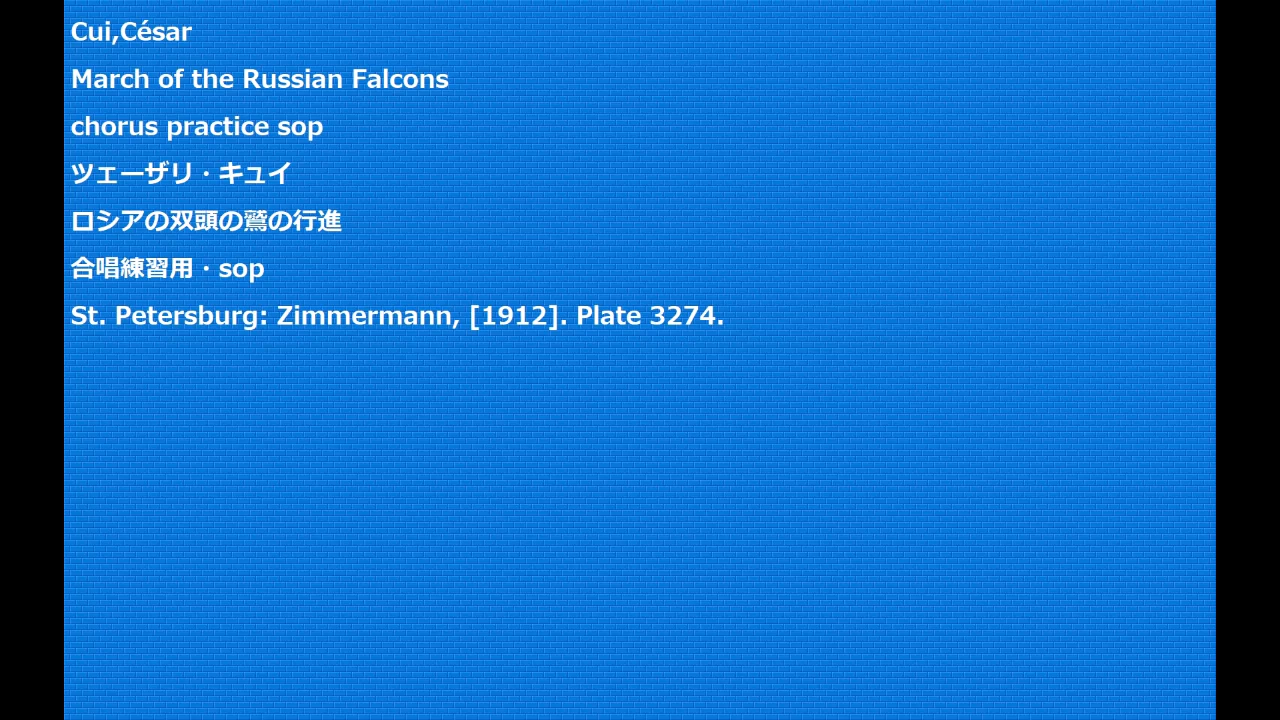 Cui,César
March of the Russian Falcons
chorus practice sop
ツェーザリ・キュイ
ロシアの双頭の鷲の行進
合唱練習用・sop
St. Petersburg: Zimmermann, [1912]. Plate 3274.